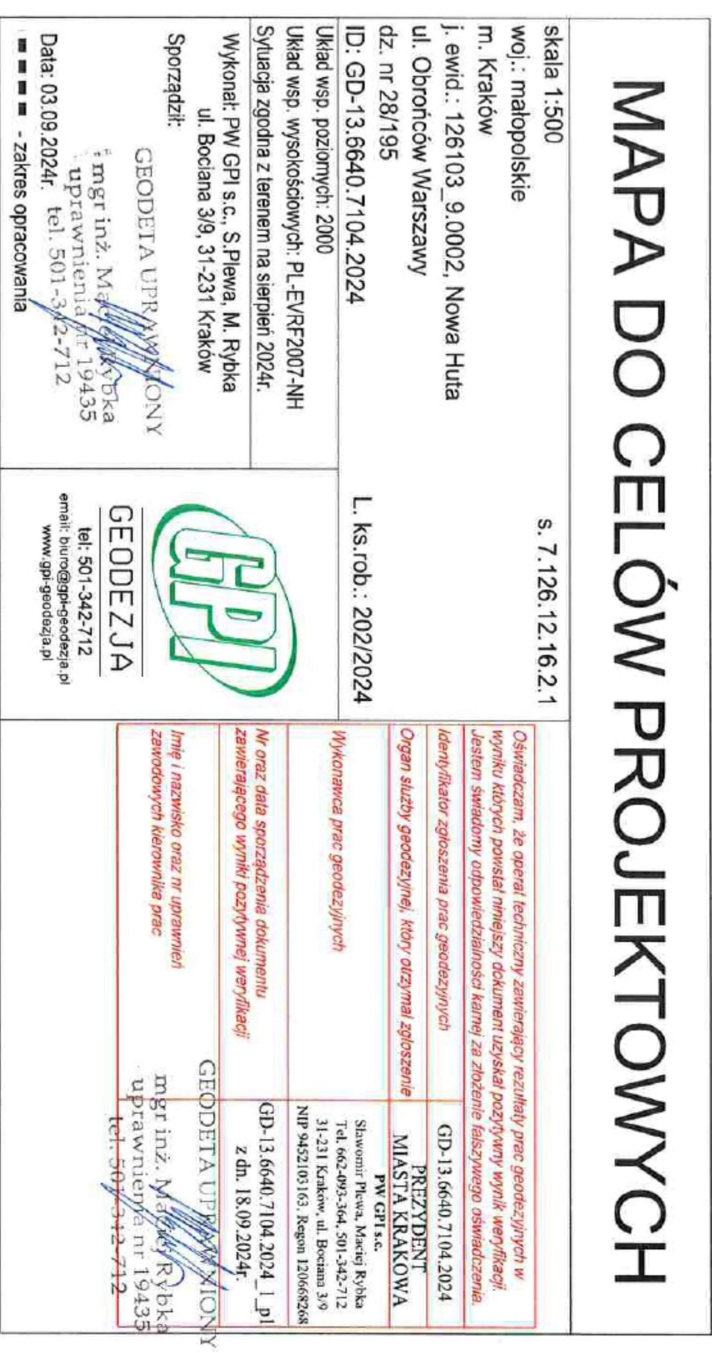 MAPA DO CELÓW PROJEKTOWYCH
skala 1:500
s. 7.126.12.16.2.1
woj.: małopolskie
m. Kraków
j. ewid.: 126103_9.0002, Nowa Huta
ul. Obrońców Warszawy
dz. nr 28/195
ID: GD-13.6640.7104.2024
L. ks.rob.: 202/2024
Układ wsp. poziomych: 2000
Układ wsp. wysokościowych: PL-EVRF2007-NH
Sytuacja zgodna z terenem na sierpień 2024r.
Wykonał: PW GPI s.c., S.Plewa, M. Rybka
ul. Bociana 3/9, 31-231 Kraków
Sporządził:
GEODETA UPRAWNIONY
mgr inż. Maciej Rybka
uprawnienia nr 19435
tel. 501-342-712
Data: 03.09.2024r.
- zakres opracowania
GPI
GEODEZJA
tel: 501-342-712
email: biuro@gpi-geodezja.pl
www.gpi-geodezja.pl
Oświadczam, że operat techniczny zawierający rezultaty prac geodezyjnych w
wyniku których powstał niniejszy dokument uzyskał pozytywny wynik weryfikacji.
Jestem świadomy odpowiedzialności karnej za złożenie fałszywego oświadczenia.
Identyfikator zgłoszenia prac geodezyjnych
GD-13.6640.7104.2024
Organ służby geodezyjnej, który otrzymał zgłoszenie
PREZYDENT
MIASTA KRAKOWA
Wykonawca prac geodezyjnych
PW GPI s.c.
Sławomir Plewa, Maciej Rybka
Tel. 662-093-364, 501-342-712
31-231 Kraków, ul. Bociana 3/9
NIP 9452103163, Regon 120668268
Nr oraz data sporządzenia dokumentu
zawierającego wyniki pozytywnej weryfikacji
GD-13.6640.7104.2024_1_pl
z dn. 18.09.2024r.
Imię i nazwisko oraz nr uprawnień
zawodowych kierownika prac
GEODETA UPRAWNIONY
mgr inż. Maciej Rybka
uprawnienia nr 19435
tel. 501-342-712